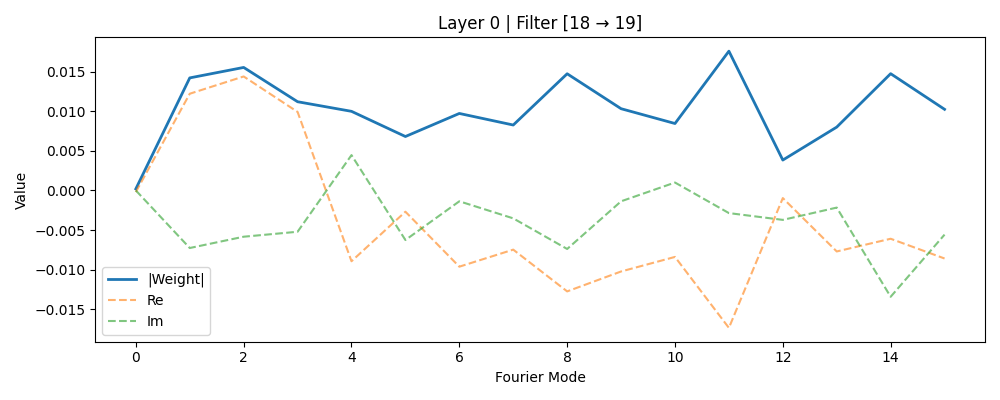 Layer 0 | Filter [18 → 19]
Value
0.015
0.010
0.005
0.000
−0.005
−0.010
−0.015
|Weight|
Re
Im
0 2 4 6 8 10 12 14
Fourier Mode